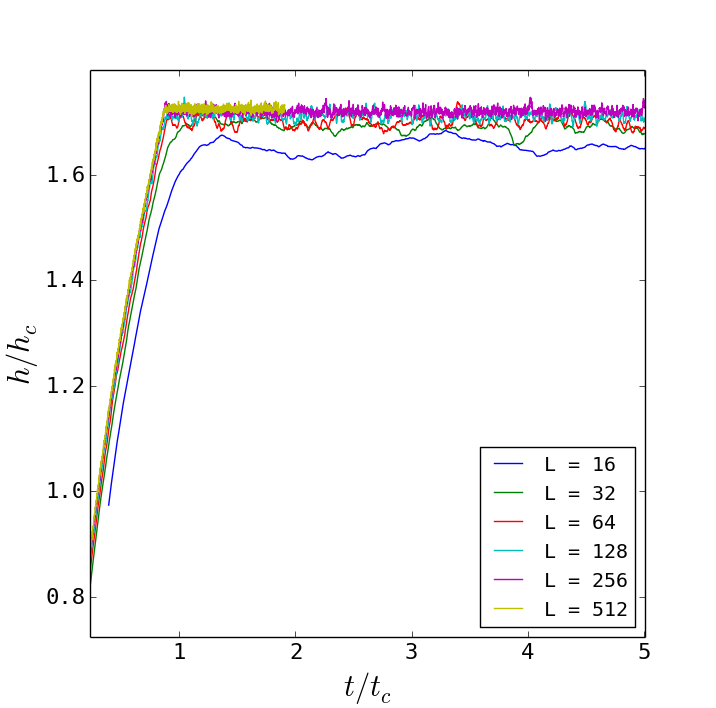 h/h_c
1.6
1.4
1.2
1.0
0.8
L = 16
L = 32
L = 64
L = 128
L = 256
L = 512
1 2 3 4 5
t/t_c